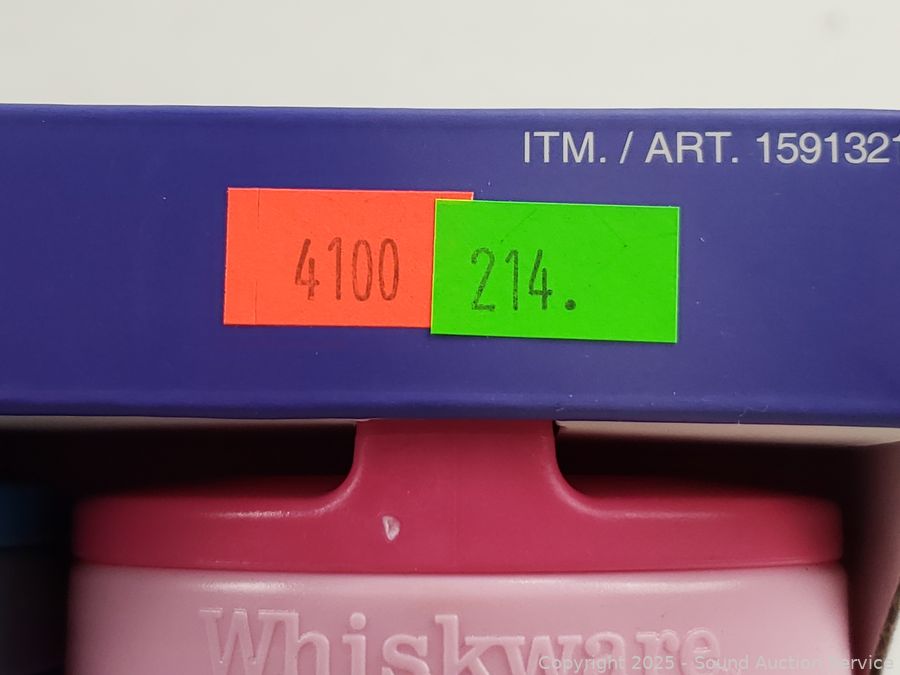 ITM. / ART. 1591321
4100
214.
Whiskware
Copyright 2025 - Sound Auction Service